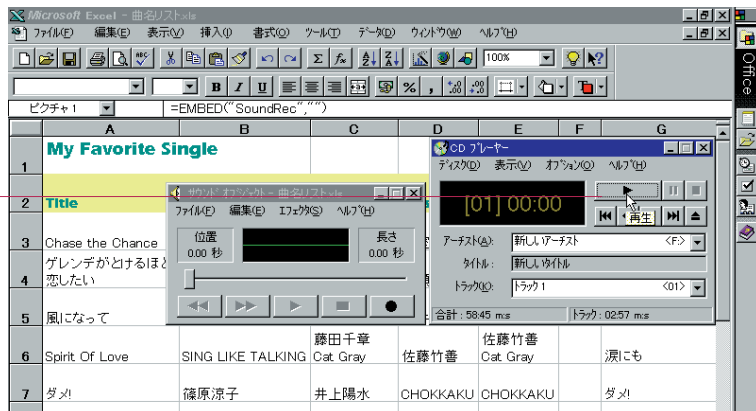 Microsoft Excel - 曲名リスト.xls
ファイル(F) 編集(E) 表示(V) 挿入(I) 書式(O) ツール(T) データ(D) ウィンドウ(W) ヘルプ(H)
ABC
Σ fx
100%
B I U
% ,
ピクチャ 1
=EMBED("SoundRec","")
A B C D E F G
1 My Favorite Single
2 Title
3 Chase the Chance
4 ゲレンデがとけるほど
恋したい
5 風になって
6 Spirit Of Love SING LIKE TALKING 藤田千章
Cat Gray 佐藤竹善 佐藤竹善
Cat Gray 涙にも
7 ダメ! 篠原涼子 井上陽水 CHOKKAKU CHOKKAKU ダメ!
サウンド オブジェクト - 曲名リスト.xls
ファイル(F) 編集(E) エフェクト(S) ヘルプ(H)
位置
0.00 秒
長さ
0.00 秒
CD プレーヤー
ディスク(D) 表示(V) オプション(O) ヘルプ(H)
[01] 00:00
再生
アーチスト(A): 新しいアーチスト <F:>
タイトル: 新しいタイトル
トラック(K): トラック 1 <01>
合計 : 58:45 m:s
トラック : 02:57 m:s
Office